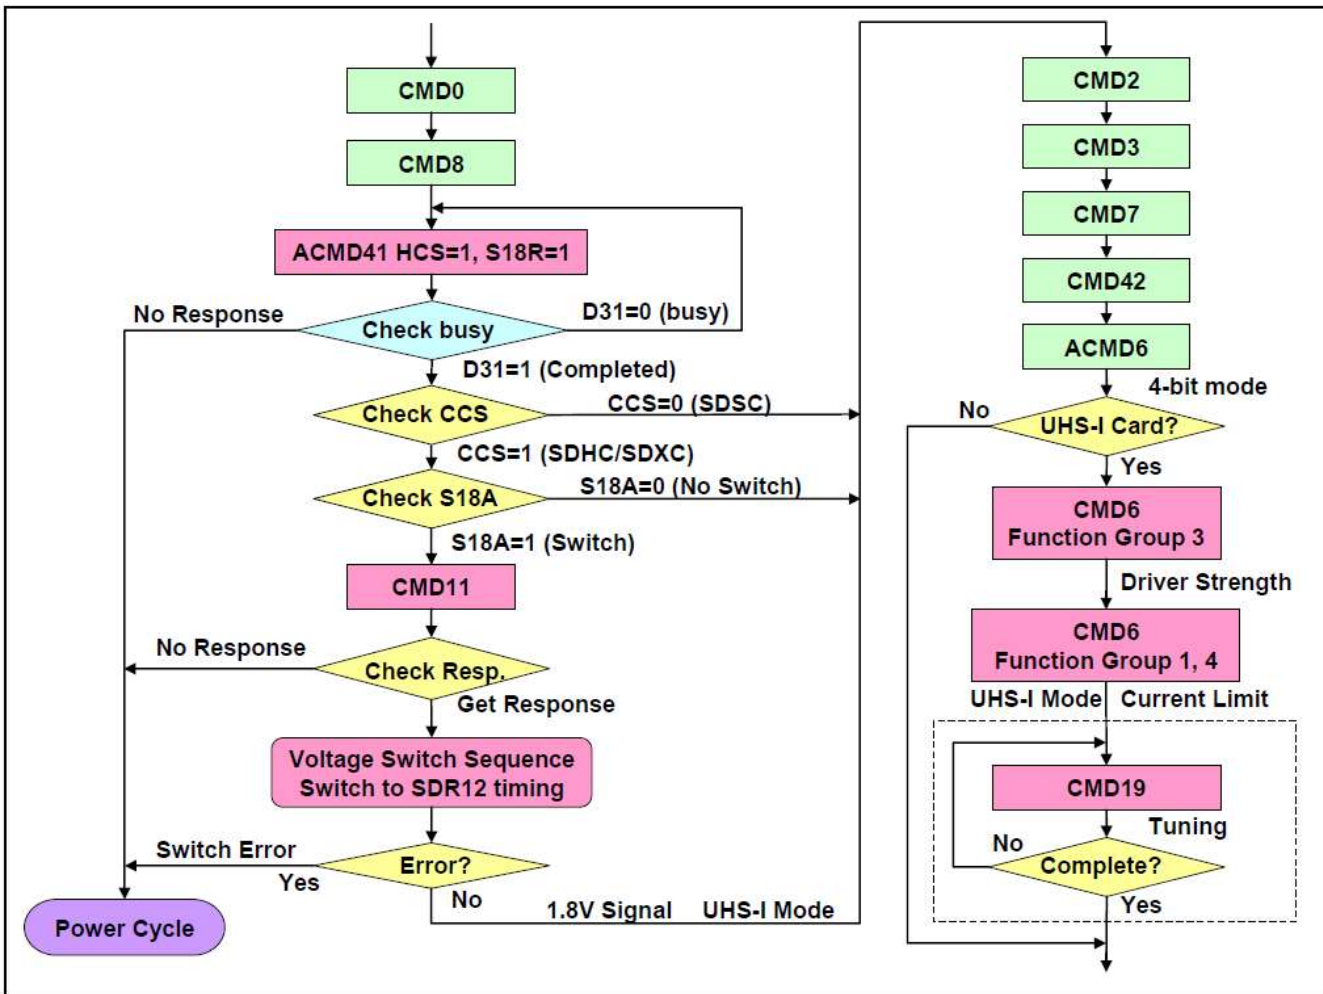 CMD0
CMD8
ACMD41 HCS=1, S18R=1
No Response
Check busy
D31=0 (busy)
D31=1 (Completed)
Check CCS
CCS=0 (SDSC)
CCS=1 (SDHC/SDXC)
Check S18A
S18A=0 (No Switch)
S18A=1 (Switch)
CMD11
No Response
Check Resp.
Get Response
Voltage Switch Sequence
Switch to SDR12 timing
Switch Error
Yes
Error?
No
1.8V Signal UHS-I Mode
Power Cycle
CMD2
CMD3
CMD7
CMD42
ACMD6
4-bit mode
No
UHS-I Card?
Yes
CMD6
Function Group 3
Driver Strength
CMD6
Function Group 1, 4
UHS-I Mode
Current Limit
CMD19
Tuning
No
Complete?
Yes